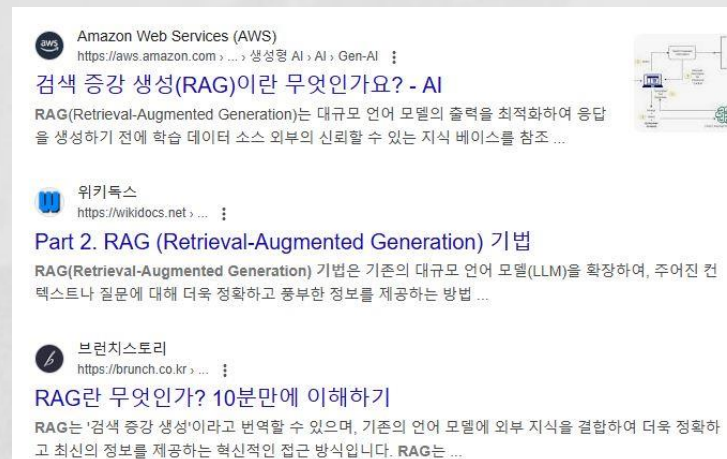 Amazon Web Services (AWS)
https://aws.amazon.com › ... › 생성형 AI › AI › Gen-AI
검색 증강 생성(RAG)이란 무엇인가요? - AI
RAG(Retrieval-Augmented Generation)는 대규모 언어 모델의 출력을 최적화하여 응답
을 생성하기 전에 학습 데이터 소스 외부의 신뢰할 수 있는 지식 베이스를 참조 ...
위키독스
https://wikidocs.net › ...
Part 2. RAG (Retrieval-Augmented Generation) 기법
RAG(Retrieval-Augmented Generation) 기법은 기존의 대규모 언어 모델(LLM)을 확장하여, 주어진 컨
텍스트나 질문에 대해 더욱 정확하고 풍부한 정보를 제공하는 방법 ...
브런치스토리
https://brunch.co.kr › ...
RAG란 무엇인가? 10분만에 이해하기
RAG는 '검색 증강 생성'이라고 번역할 수 있으며, 기존의 언어 모델에 외부 지식을 결합하여 더욱 정확하
고 최신의 정보를 제공하는 혁신적인 접근 방식입니다. RAG는 ...